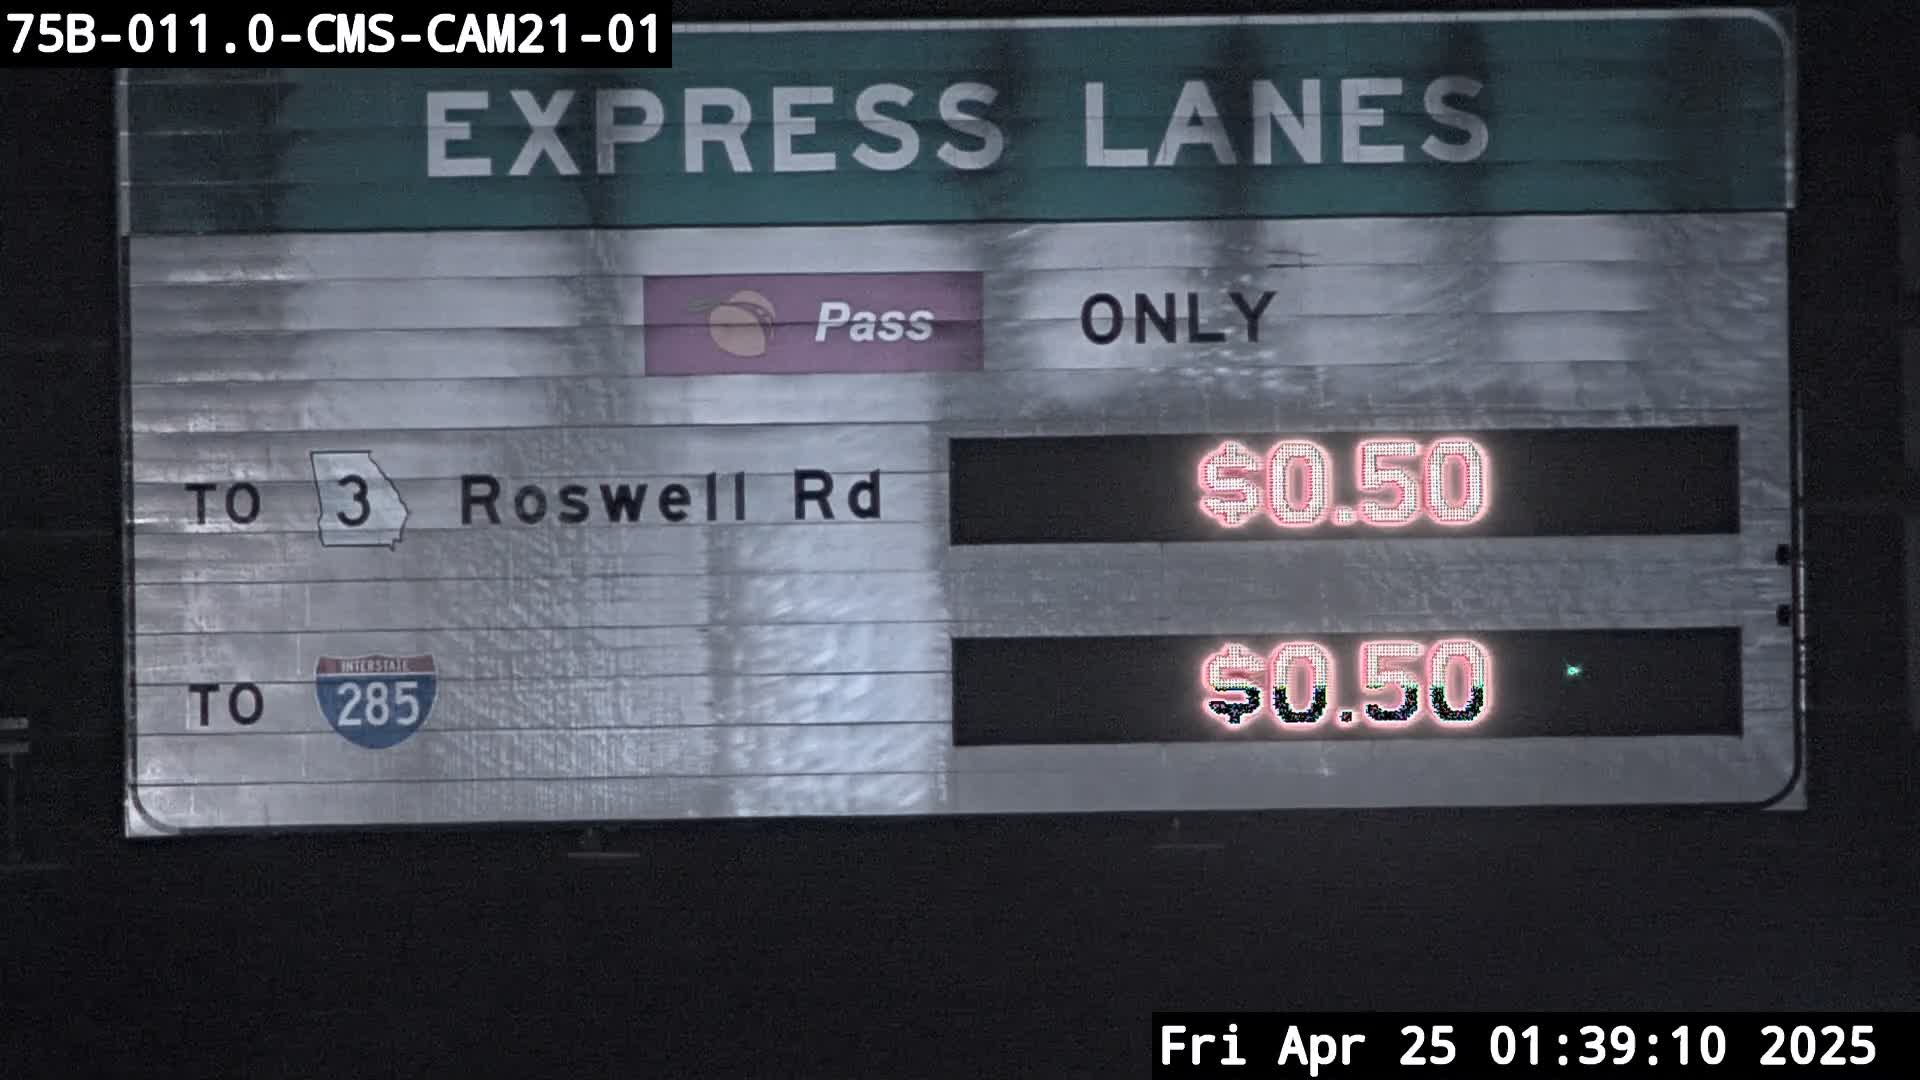 75B-011.0-CMS-CAM21-01
EXPRESS LANES
Pass ONLY
TO 3 Roswell Rd $0.50
INTERSTATE
TO 285 $0.50
Fri Apr 25 01:39:10 2025